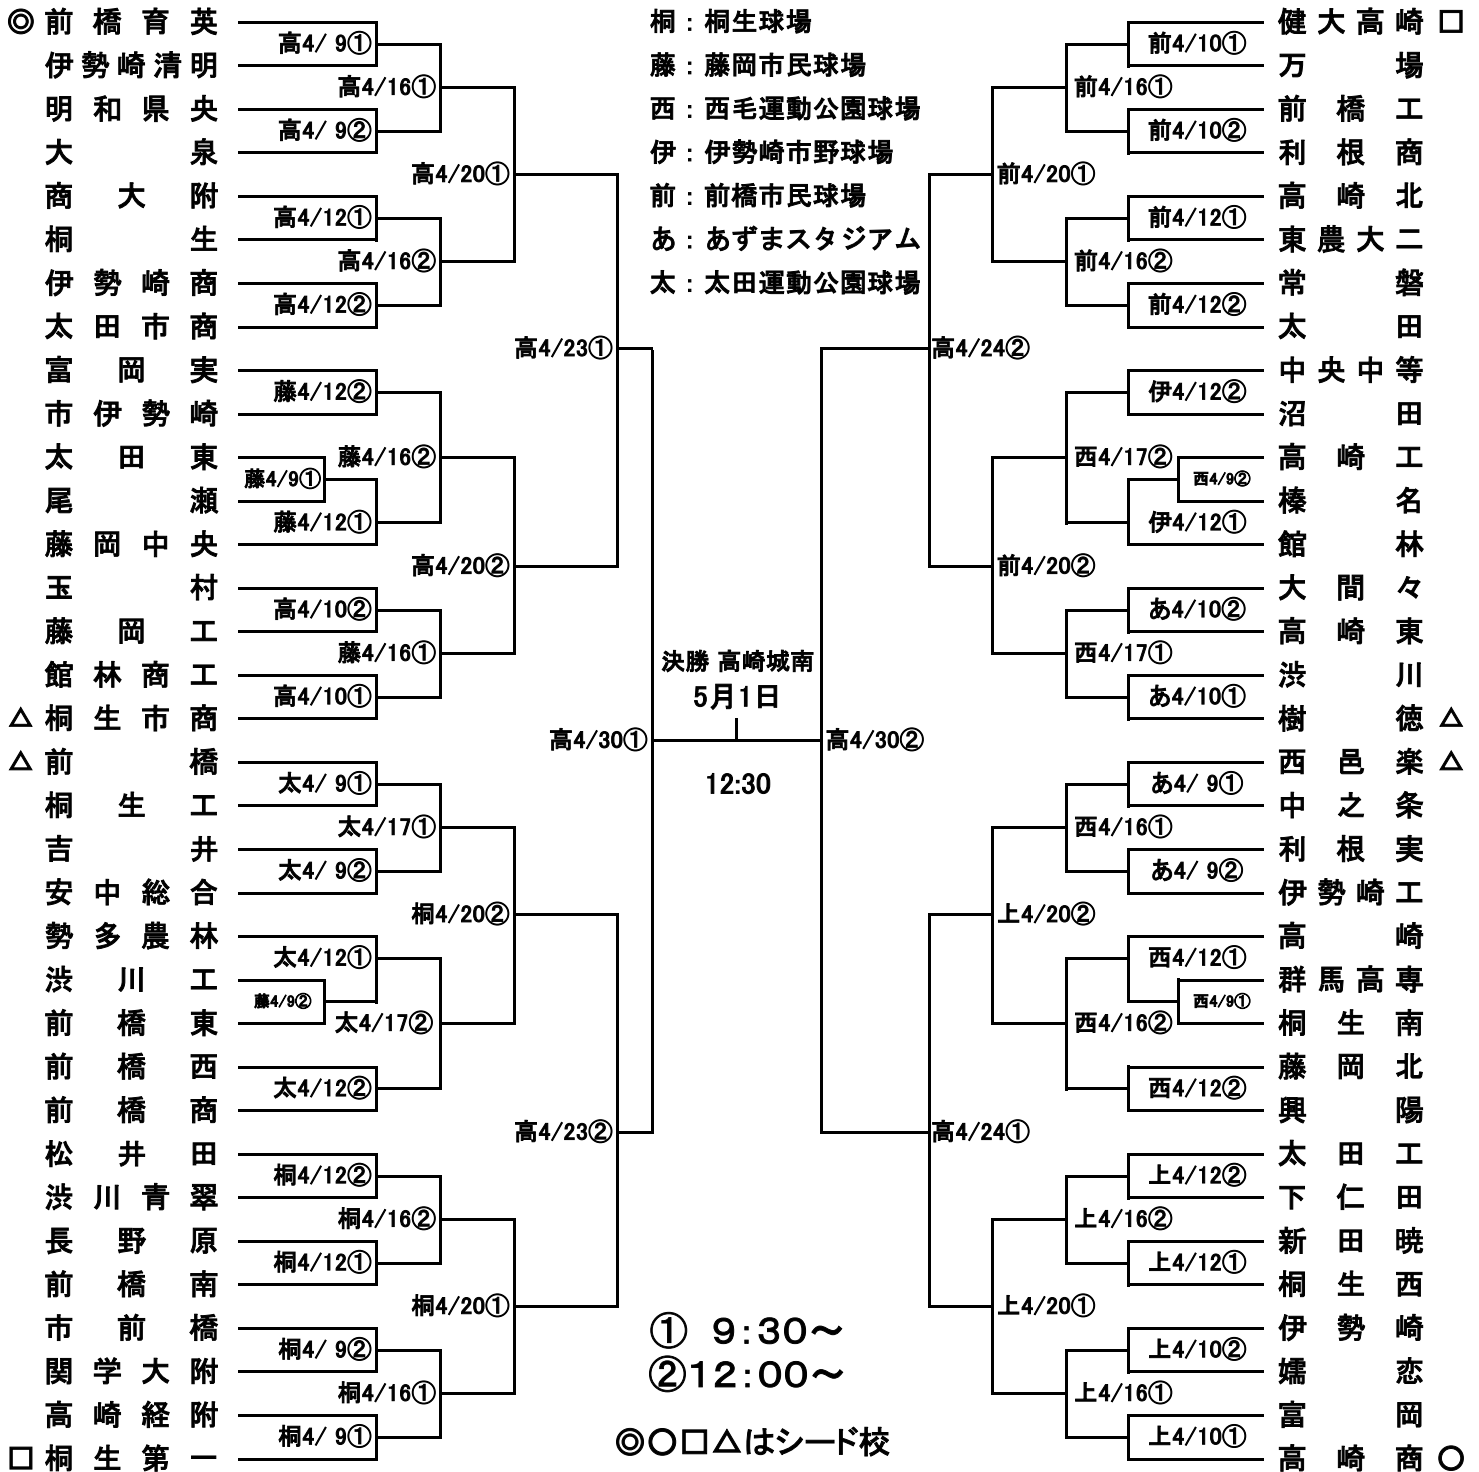 ◎前橋育英
伊勢崎清明
明和県央
大泉
商大附
桐生
伊勢崎商
太田市商
富岡実
市伊勢崎
太田東
尾瀬
藤岡中央
玉村
藤岡工
館林商工
△桐生市商
△前橋
桐生工
吉井
安中総合
勢多農林
渋川工
前橋東
前橋西
前橋商
松井田
渋川青翠
長野原
前橋南
市前橋
関学大附
高崎経附
□桐生第一
高4/ 9①
高4/ 9②
高4/12①
高4/12②
藤4/12②
藤4/9①
藤4/12①
高4/10②
高4/10①
太4/ 9①
太4/ 9②
太4/12①
藤4/9②
太4/12②
桐4/12②
桐4/12①
桐4/ 9②
桐4/ 9①
高4/16①
高4/16②
藤4/16②
藤4/16①
太4/17①
太4/17②
桐4/16②
桐4/16①
高4/20①
高4/20②
桐4/20②
桐4/20①
高4/23①
高4/23②
高4/30①
桐：桐生球場
藤：藤岡市民球場
西：西毛運動公園球場
伊：伊勢崎市野球場
前：前橋市民球場
あ：あずまスタジアム
太：太田運動公園球場
決勝 高崎城南
5月1日
12:30
① 9:30～
②12:00～
◎○□△はシード校
高4/30②
高4/24②
高4/24①
前4/20①
前4/20②
上4/20②
上4/20①
前4/16①
前4/16②
西4/17②
西4/17①
西4/16①
西4/16②
上4/16②
上4/16①
前4/10①
前4/10②
前4/12①
前4/12②
伊4/12②
西4/9②
伊4/12①
あ4/10②
あ4/10①
あ4/ 9①
あ4/ 9②
西4/12①
西4/9①
西4/12②
上4/12②
上4/12①
上4/10②
上4/10①
健大高崎□
万場
前橋工
利根商
高崎北
東農大二
常磐
太田
中央中等
沼田
高崎工
榛名
館林
大間々
高崎東
渋川
樹徳△
西邑楽△
中之条
利根実
伊勢崎工
高崎
群馬高専
桐生南
藤岡北
興陽
太田工
下仁田
新田暁
桐生西
伊勢崎
嬬恋
富岡
高崎商○